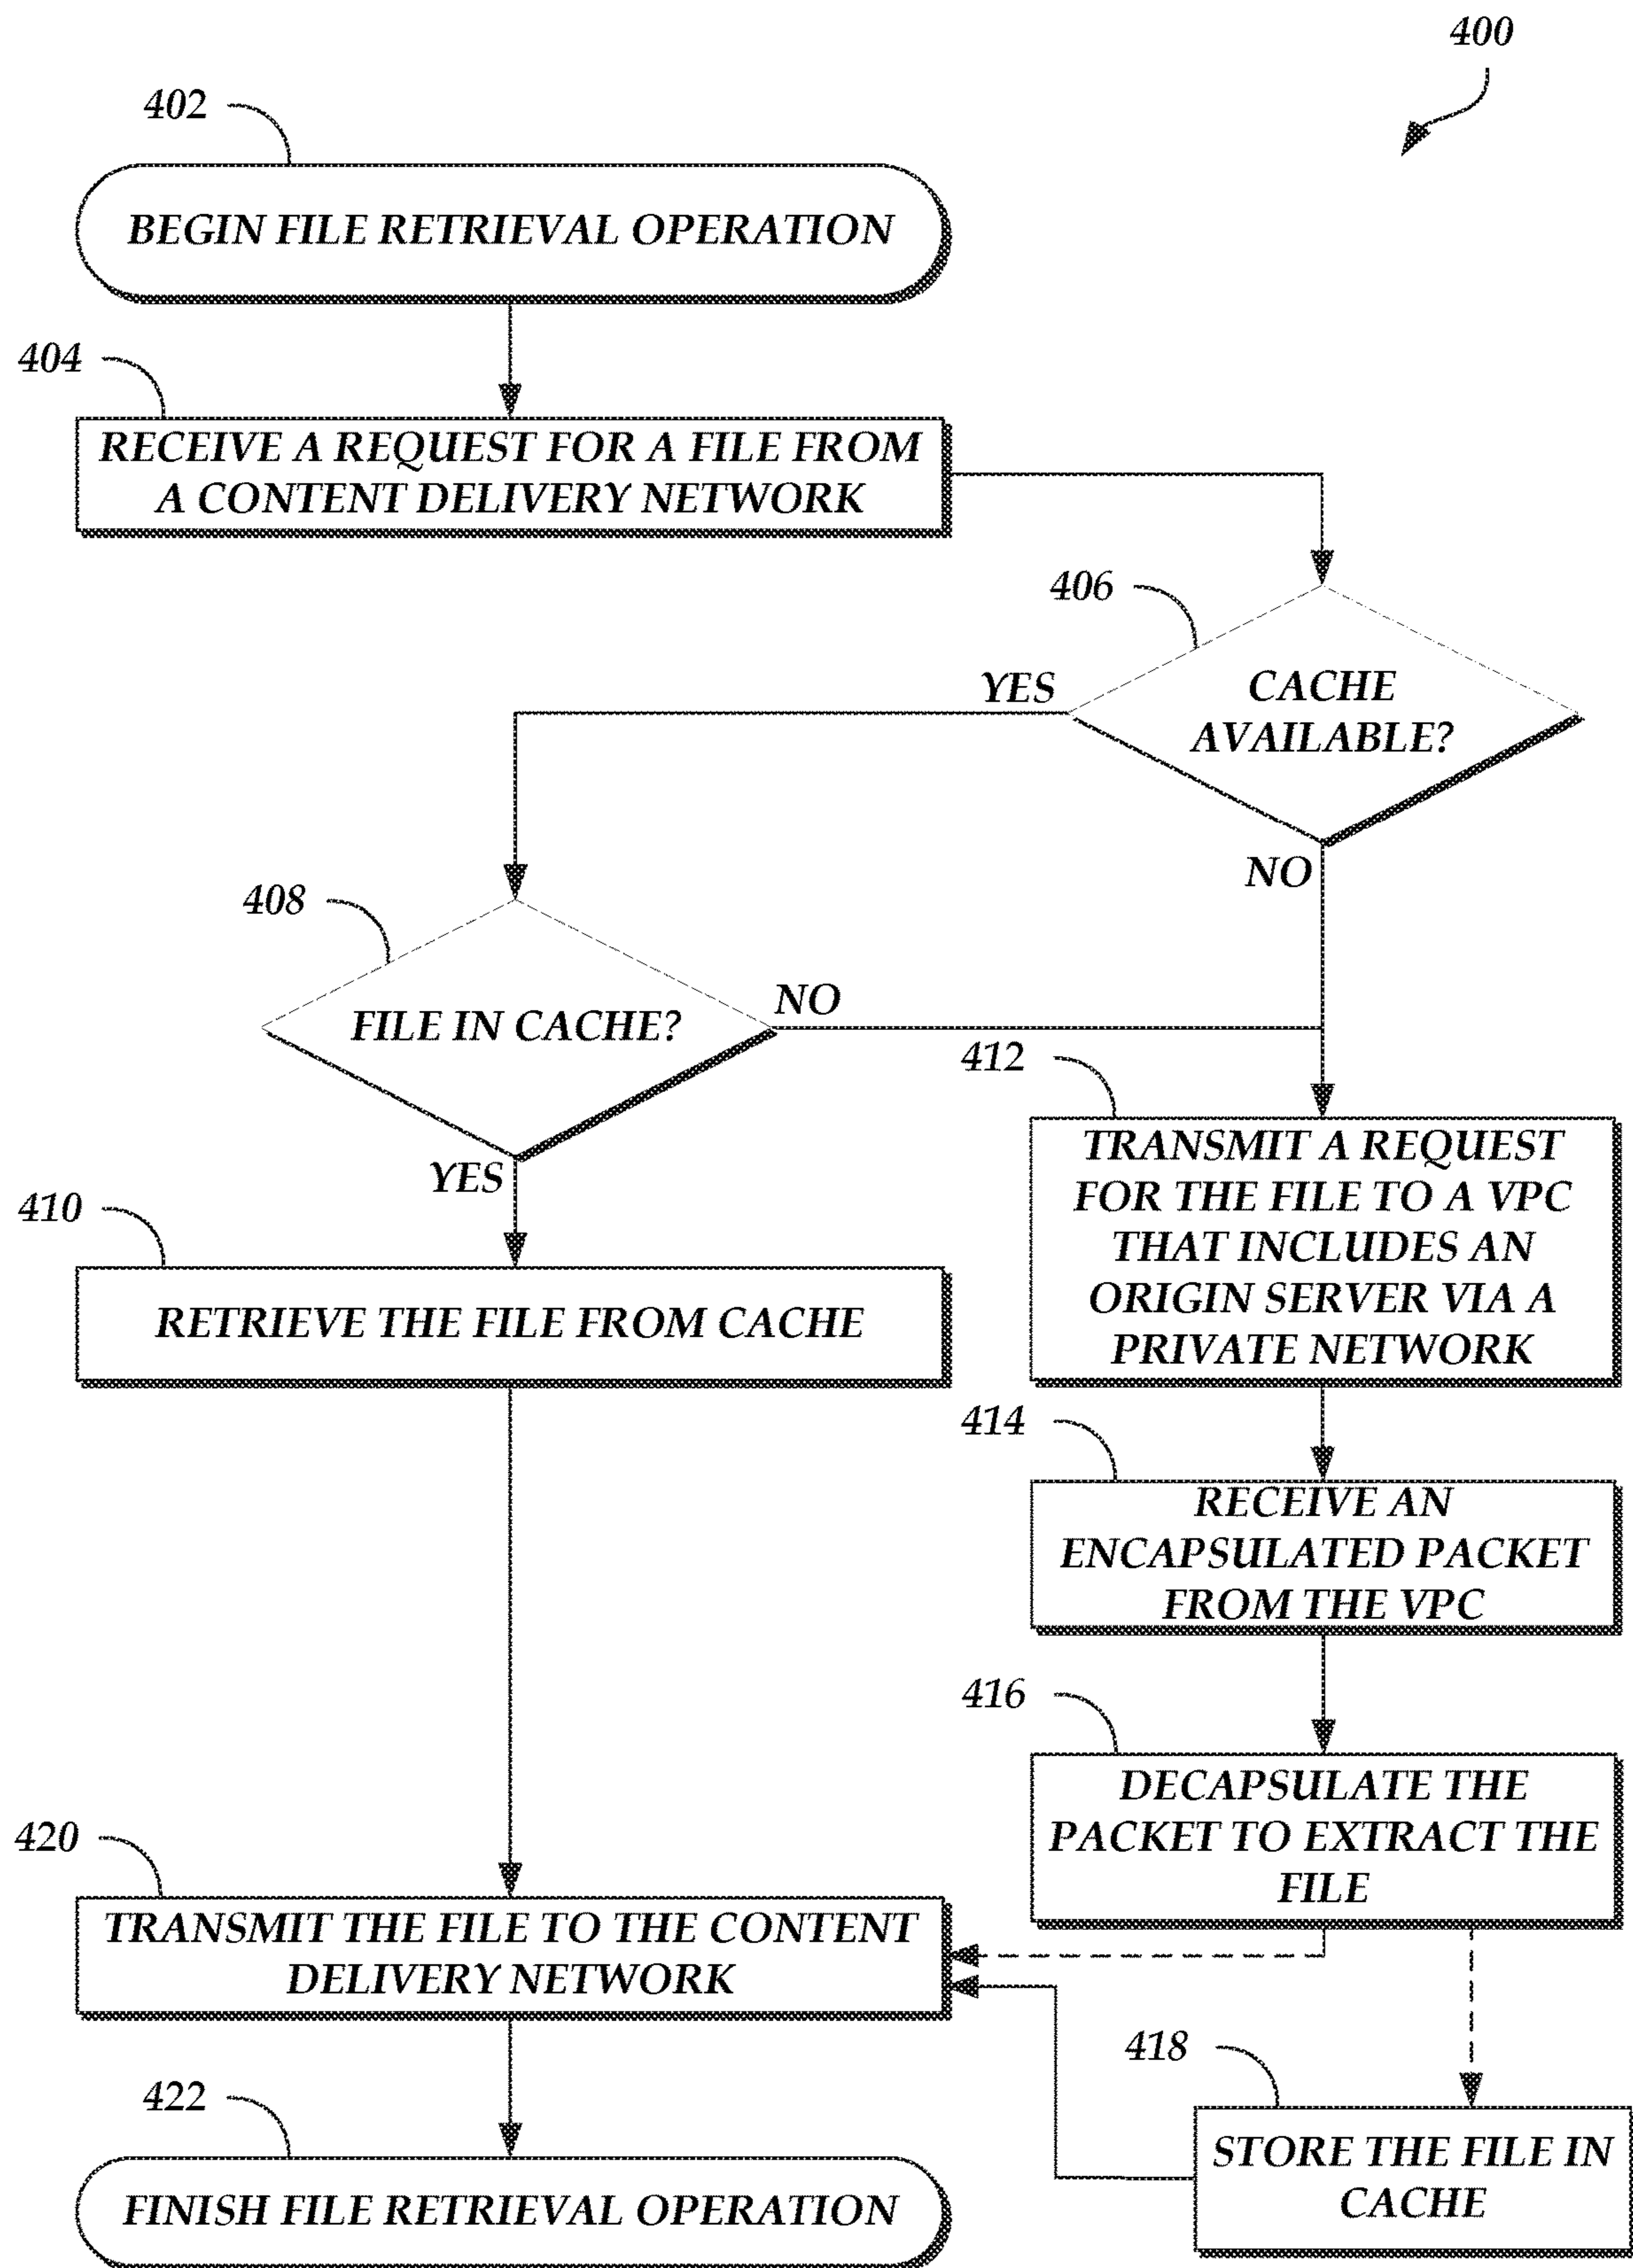 400
402
BEGIN FILE RETRIEVAL OPERATION
404
RECEIVE A REQUEST FOR A FILE FROM
A CONTENT DELIVERY NETWORK
406
YES
CACHE
AVAILABLE?
NO
408
FILE IN CACHE?
NO
YES
410
RETRIEVE THE FILE FROM CACHE
412
TRANSMIT A REQUEST
FOR THE FILE TO A VPC
THAT INCLUDES AN
ORIGIN SERVER VIA A
PRIVATE NETWORK
414
RECEIVE AN
ENCAPSULATED PACKET
FROM THE VPC
416
DECAPSULATE THE
PACKET TO EXTRACT THE
FILE
420
TRANSMIT THE FILE TO THE CONTENT
DELIVERY NETWORK
418
STORE THE FILE IN
CACHE
422
FINISH FILE RETRIEVAL OPERATION